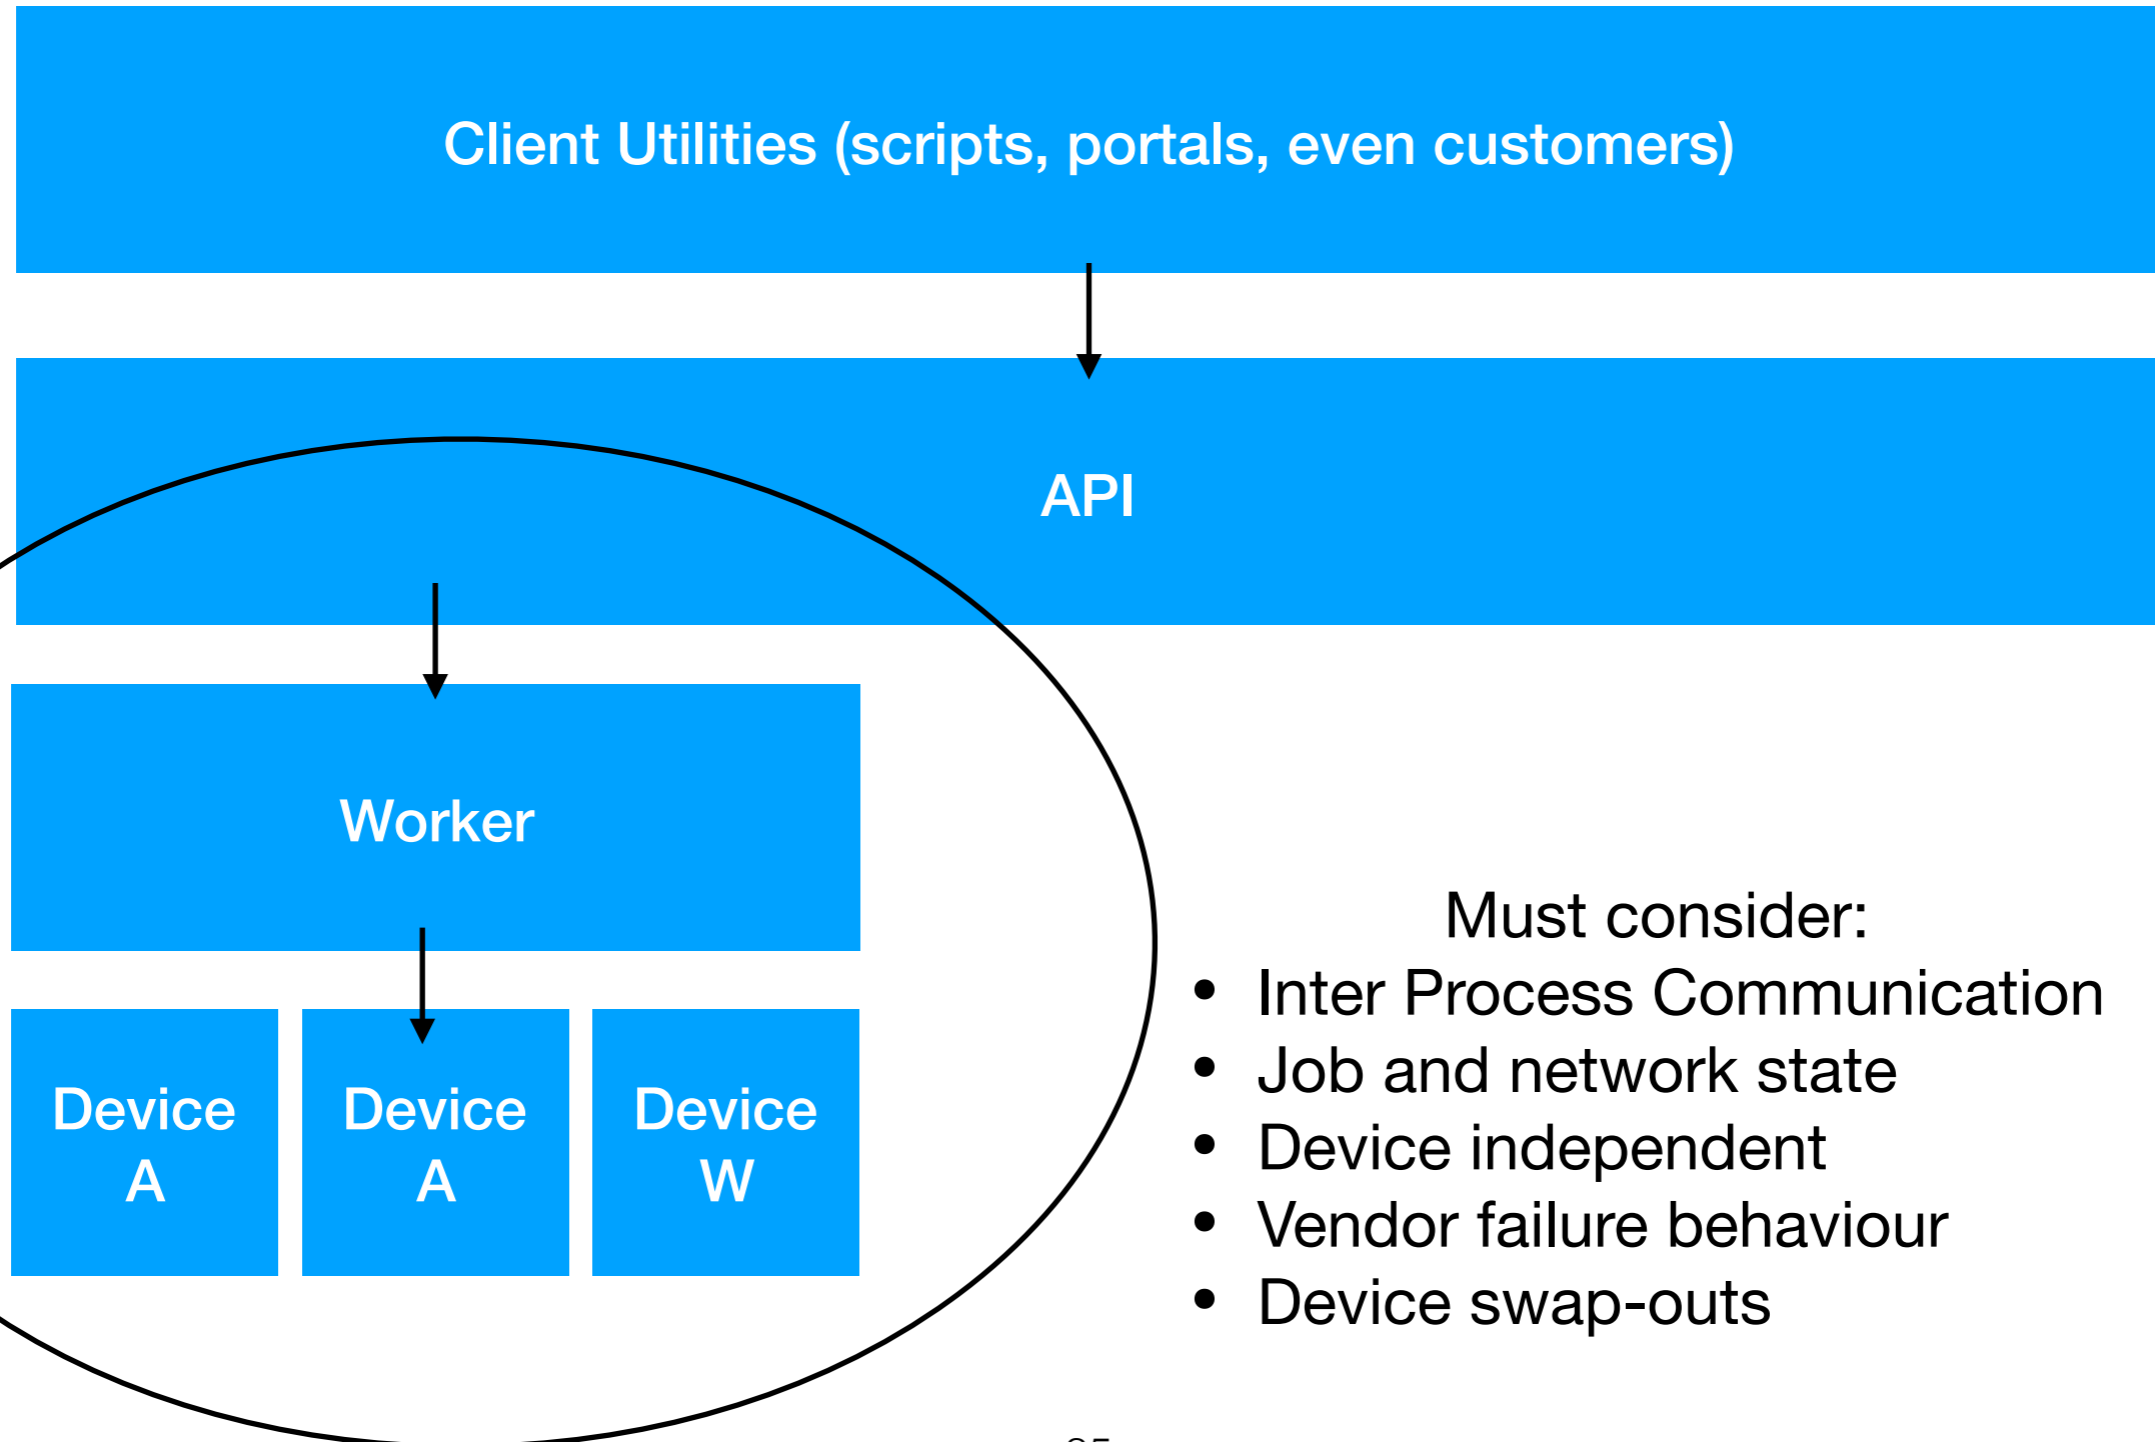 Client Utilities (scripts, portals, even customers)
API
Worker
Device
A
Device
A
Device
W
Must consider:
• Inter Process Communication
• Job and network state
• Device independent
• Vendor failure behaviour
• Device swap-outs